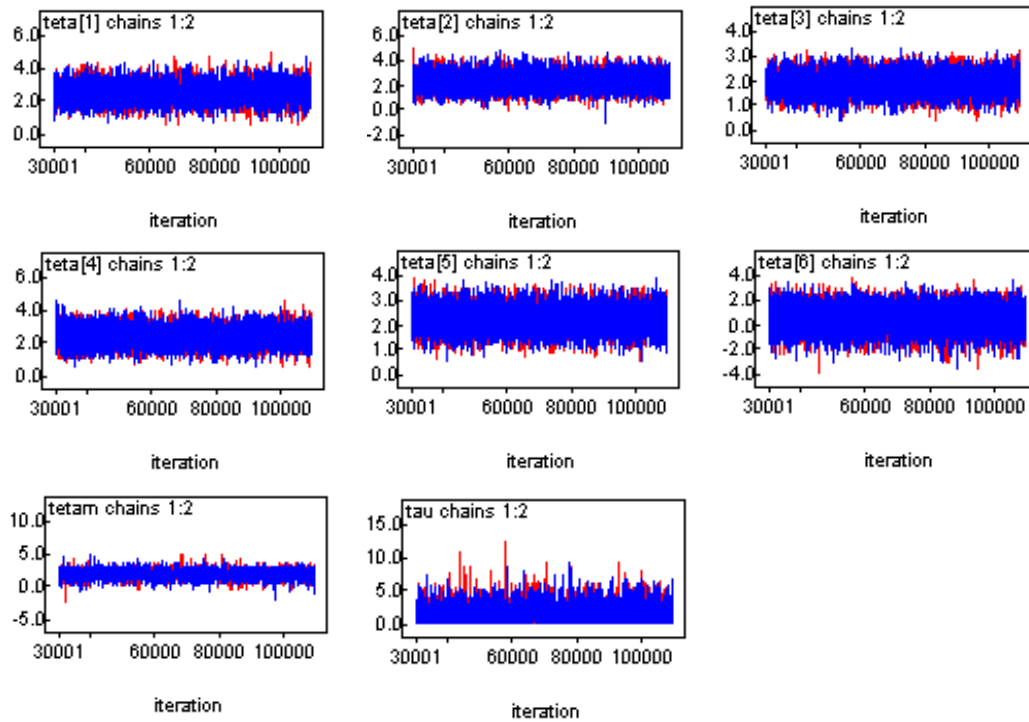 teta[1] chains 1:2
6.0
4.0
2.0
0.0
30001 60000 80000 100000
iteration
teta[2] chains 1:2
6.0
4.0
2.0
0.0
-2.0
30001 60000 80000 100000
iteration
teta[3] chains 1:2
4.0
3.0
2.0
1.0
0.0
30001 60000 80000 100000
iteration
teta[4] chains 1:2
6.0
4.0
2.0
0.0
30001 60000 80000 100000
iteration
teta[5] chains 1:2
4.0
3.0
2.0
1.0
0.0
30001 60000 80000 100000
iteration
teta[6] chains 1:2
4.0
2.0
0.0
-2.0
-4.0
30001 60000 80000 100000
iteration
tetam chains 1:2
10.0
5.0
0.0
-5.0
30001 60000 80000 100000
iteration
tau chains 1:2
15.0
10.0
5.0
0.0
30001 60000 80000 100000
iteration